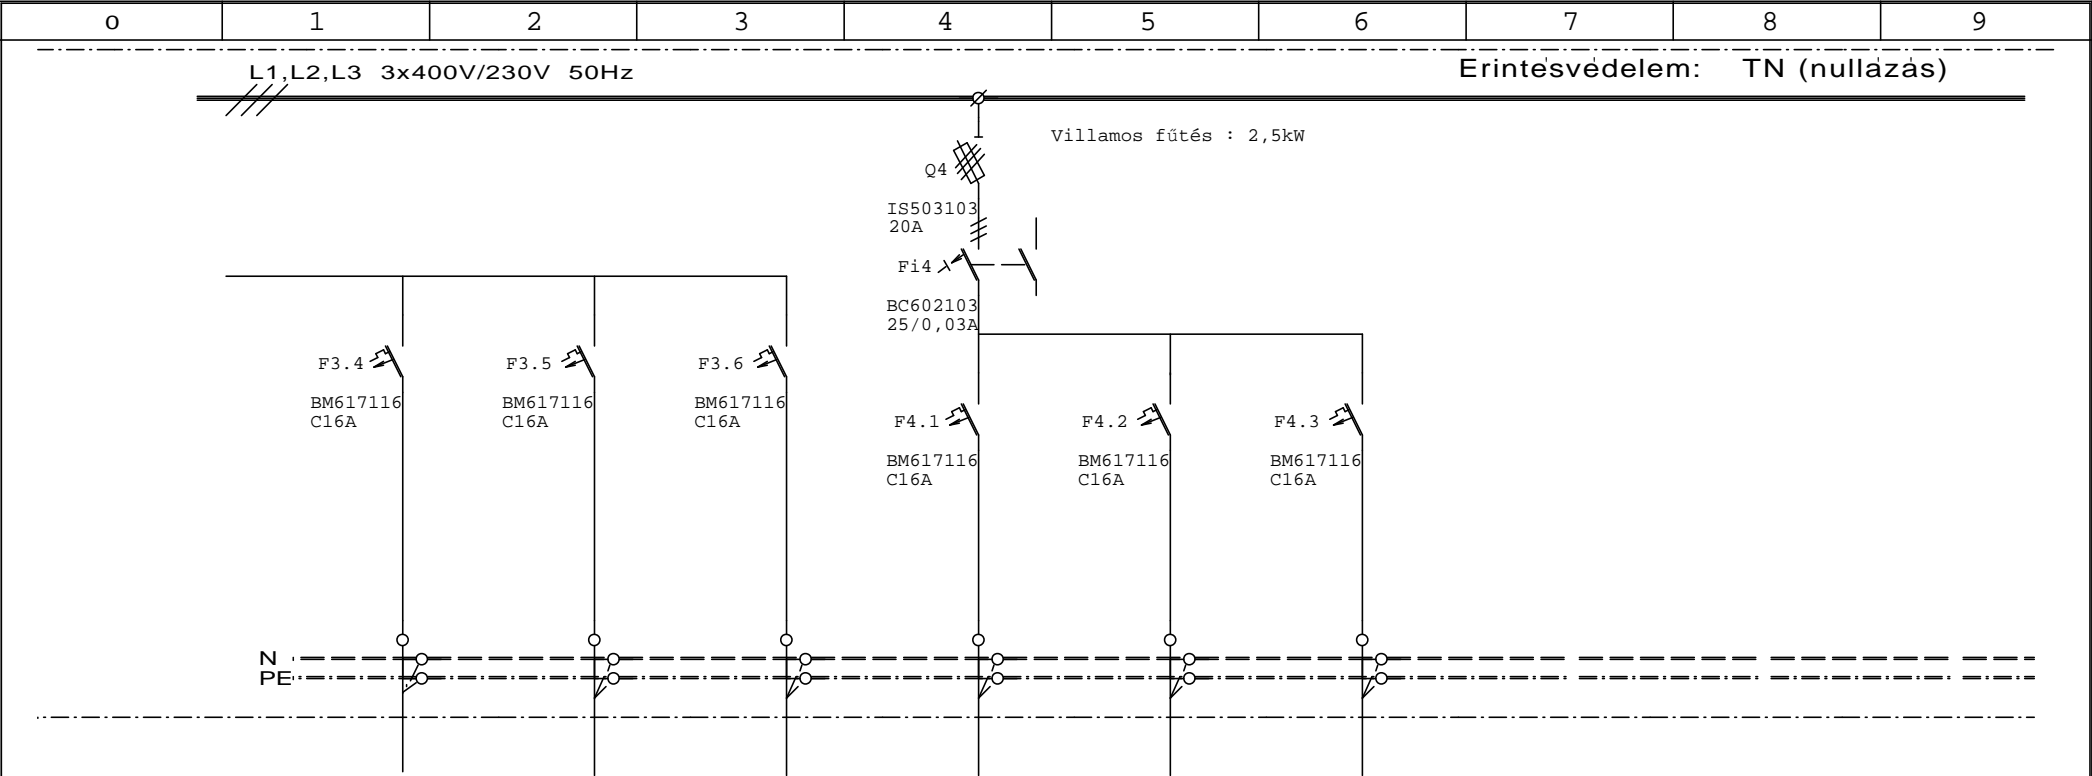 0 1 2 3 4 5 6 7 8 9
L1,L2,L3 3x400V/230V 50Hz
Érintésvédelem: TN (nullázás)
Villamos fűtés : 2,5kW
Q4
IS503103
20A
Fi4
BC602103
25/0,03A
F3.4
BM617116
C16A
F3.5
BM617116
C16A
F3.6
BM617116
C16A
F4.1
BM617116
C16A
F4.2
BM617116
C16A
F4.3
BM617116
C16A
N
PE